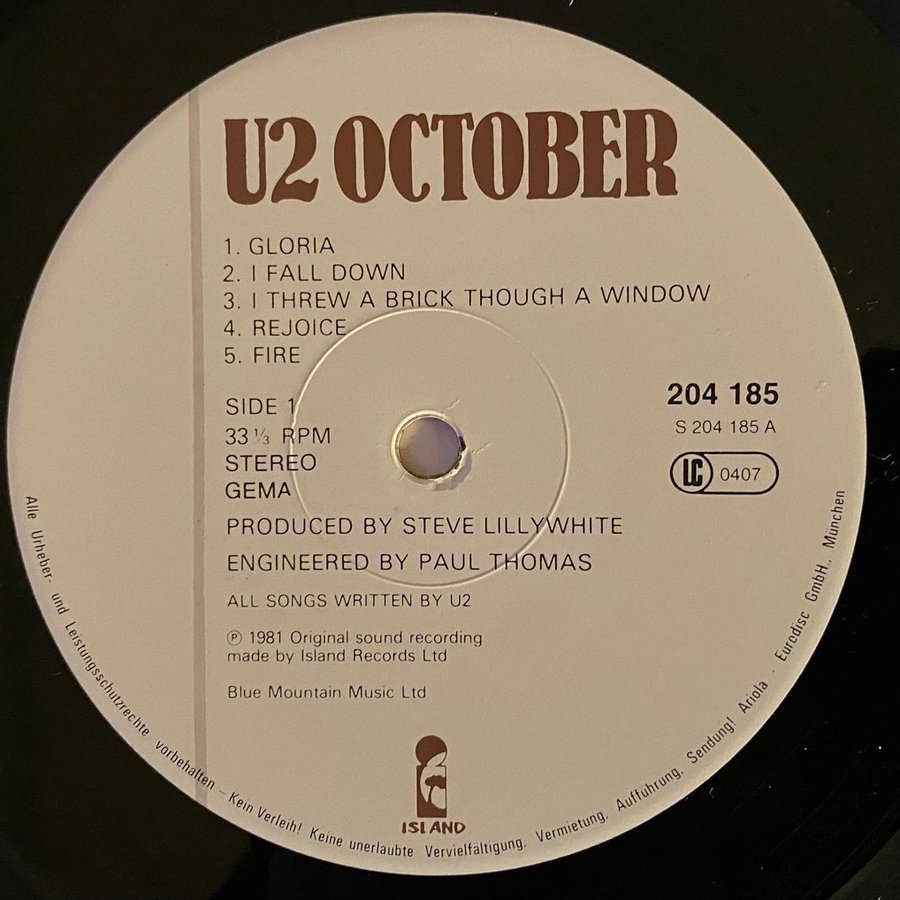 U2 OCTOBER
1. GLORIA
2. I FALL DOWN
3. I THREW A BRICK THOUGH A WINDOW
4. REJOICE
5. FIRE
SIDE 1
33 ⅓ RPM
STEREO
GEMA
204 185
S 204 185 A
LC 0407
PRODUCED BY STEVE LILLYWHITE
ENGINEERED BY PAUL THOMAS
ALL SONGS WRITTEN BY U2
℗ 1981 Original sound recording
made by Island Records Ltd
Blue Mountain Music Ltd
ISLAND
Alle Urheber- und Leistungsschutzrechte vorbehalten – Kein Verleih! Keine unerlaubte Vervielfältigung, Vermietung, Aufführung, Sendung! Ariola - Eurodisc GmbH., München